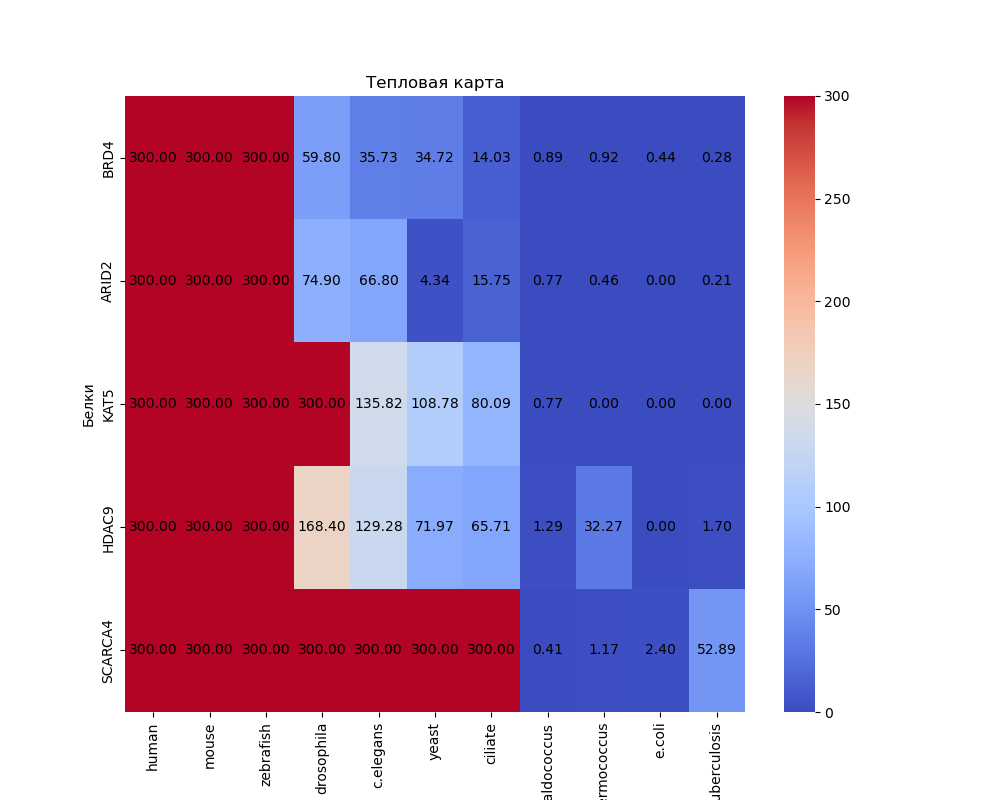 Тепловая карта
Белки
BRD4 300.00 300.00 300.00 59.80 35.73 34.72 14.03 0.89 0.92 0.44 0.28
ARID2 300.00 300.00 300.00 74.90 66.80 4.34 15.75 0.77 0.46 0.00 0.21
KAT5 300.00 300.00 300.00 300.00 135.82 108.78 80.09 0.77 0.00 0.00 0.00
HDAC9 300.00 300.00 300.00 168.40 129.28 71.97 65.71 1.29 32.27 0.00 1.70
SCARCA4 300.00 300.00 300.00 300.00 300.00 300.00 300.00 0.41 1.17 2.40 52.89
human
mouse
zebrafish
drosophila
c.elegans
yeast
ciliate
aldococcus
ermococcus
e.coli
uberculosis
300
250
200
150
100
50
0